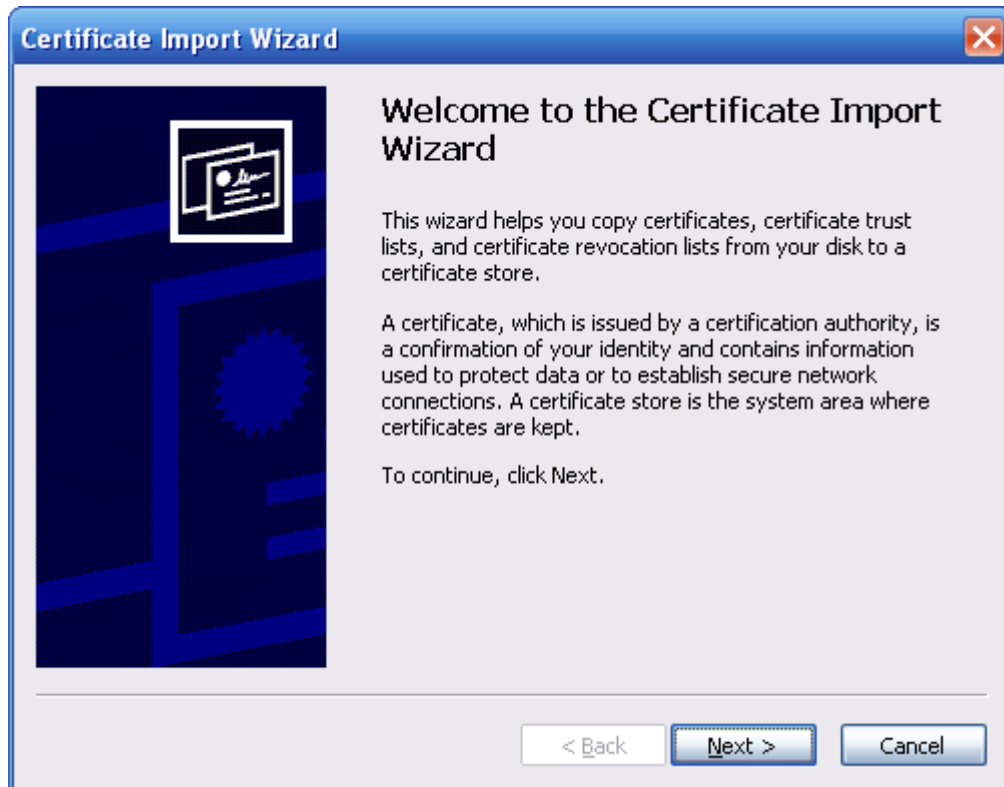 Certificate Import Wizard
Welcome to the Certificate Import
Wizard
This wizard helps you copy certificates, certificate trust
lists, and certificate revocation lists from your disk to a
certificate store.
A certificate, which is issued by a certification authority, is
a confirmation of your identity and contains information
used to protect data or to establish secure network
connections. A certificate store is the system area where
certificates are kept.
To continue, click Next.
< Back
Next >
Cancel